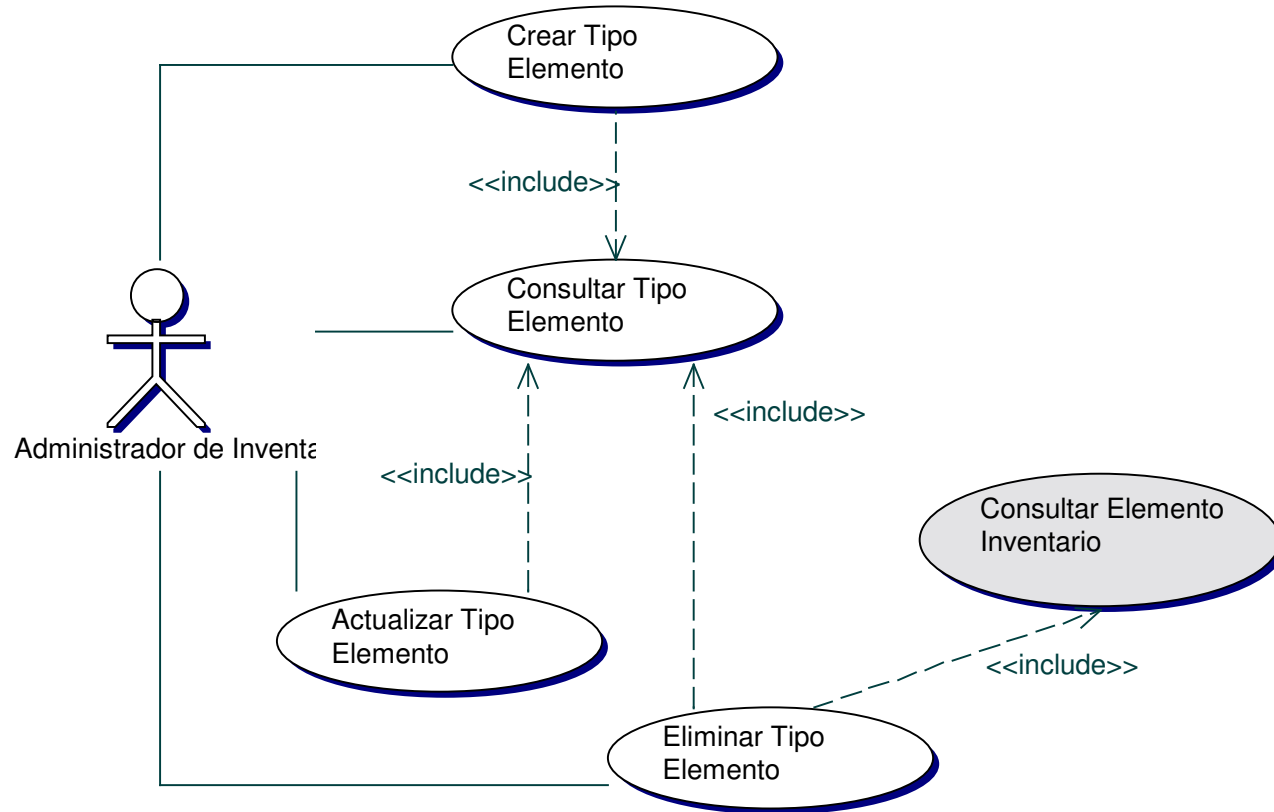 Crear Tipo
Elemento
<<include>>
Consultar Tipo
Elemento
<<include>>
Administrador de Inventa
<<include>>
Consultar Elemento
Inventario
Actualizar Tipo
Elemento
<<include>>
Eliminar Tipo
Elemento